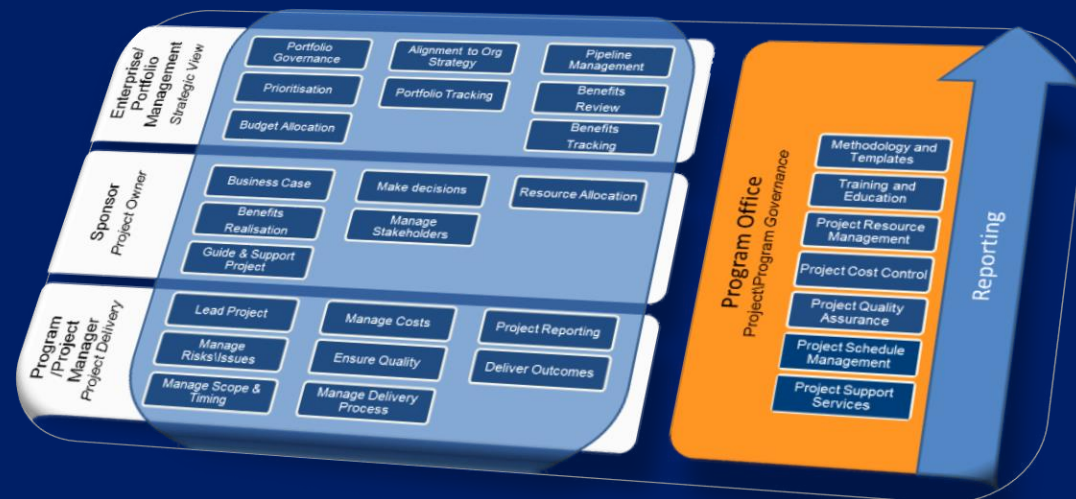 Enterprise/
Portfolio
Management
Strategic View
Portfolio
Governance
Alignment to Org
Strategy
Pipeline
Management
Prioritisation
Portfolio Tracking
Benefits
Review
Budget Allocation
Benefits
Tracking
Sponsor
Project Owner
Business Case
Make decisions
Resource Allocation
Benefits
Realisation
Manage
Stakeholders
Guide & Support
Project
Program
/Project
Manager
Project Delivery
Lead Project
Manage Costs
Project Reporting
Manage
Risks\Issues
Ensure Quality
Deliver Outcomes
Manage Scope &
Timing
Manage Delivery
Process
Program Office
Project\Program Governance
Methodology and
Templates
Training and
Education
Project Resource
Management
Project Cost Control
Project Quality
Assurance
Project Schedule
Management
Project Support
Services
Reporting